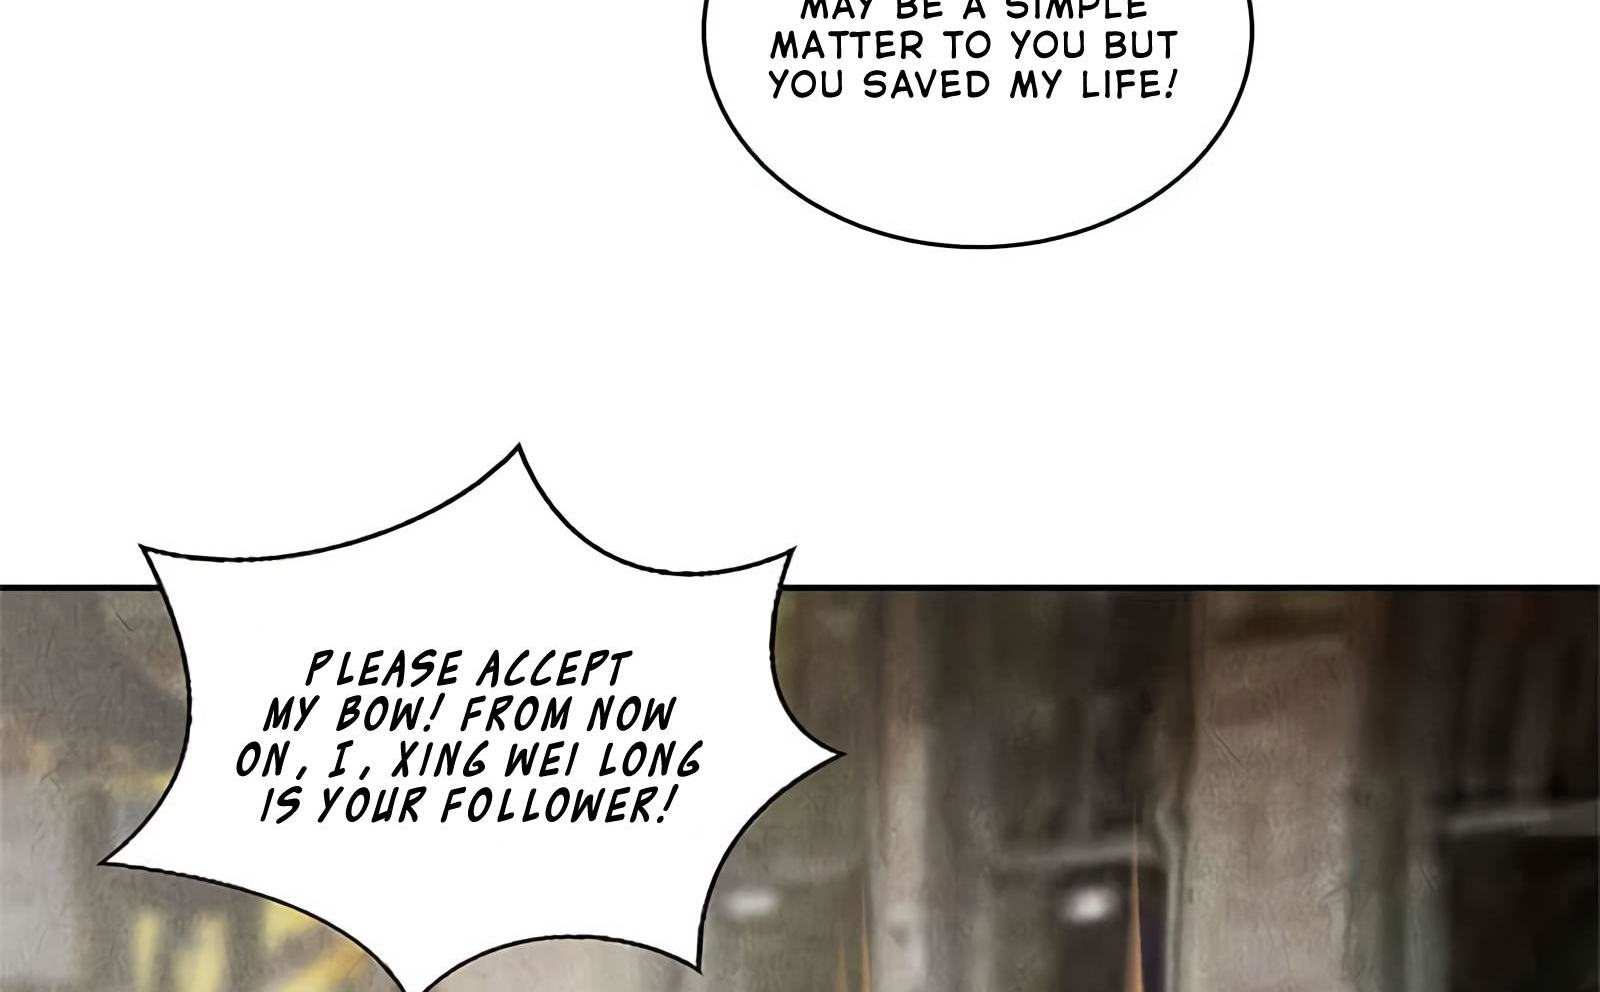 MAY BE A SIMPLE
MATTER TO YOU BUT
YOU SAVED MY LIFE!
PLEASE ACCEPT
MY BOW! FROM NOW
ON, I, XING WEI LONG
IS YOUR FOLLOWER!